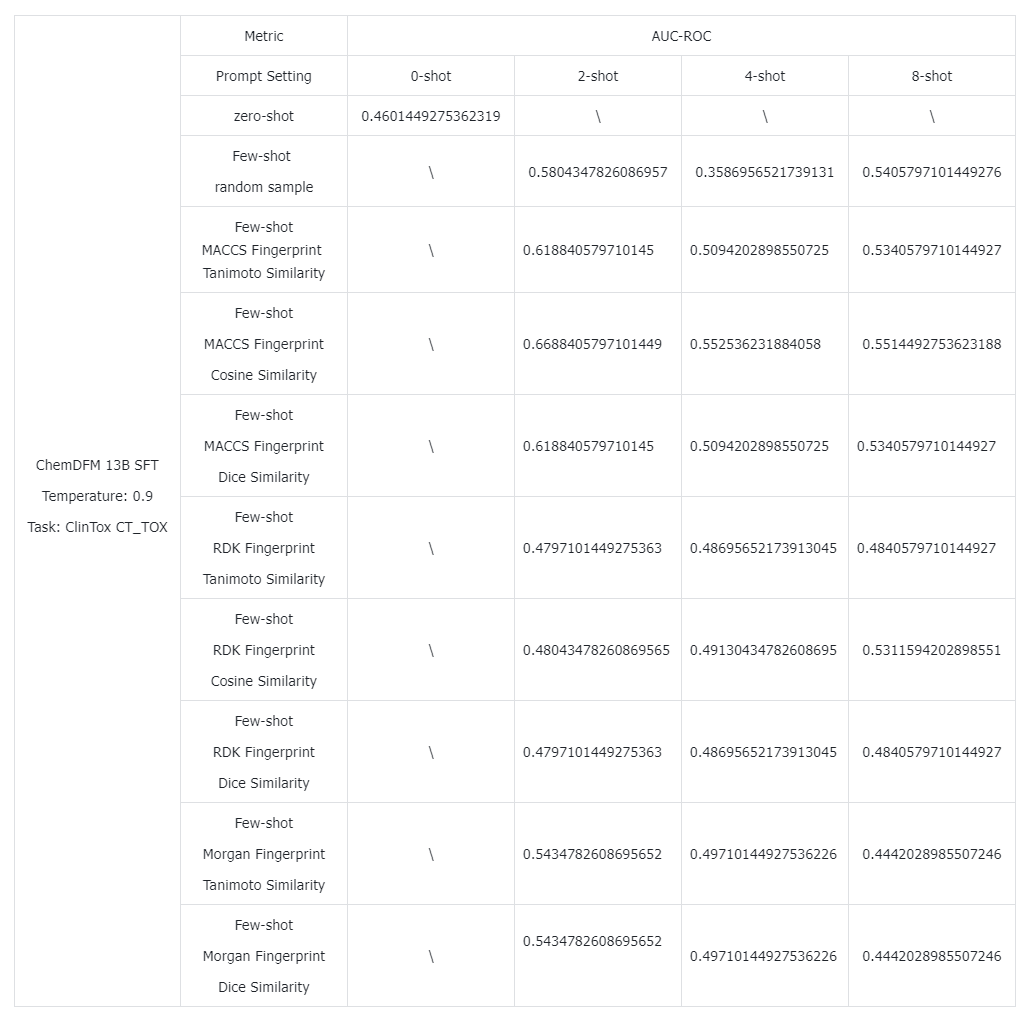 Metric
AUC-ROC
Prompt Setting
0-shot
2-shot
4-shot
8-shot
zero-shot
0.4601449275362319
\
\
\
Few-shot
random sample
\
0.5804347826086957
0.3586956521739131
0.5405797101449276
Few-shot
MACCS Fingerprint
Tanimoto Similarity
\
0.618840579710145
0.5094202898550725
0.5340579710144927
Few-shot
MACCS Fingerprint
Cosine Similarity
\
0.6688405797101449
0.552536231884058
0.5514492753623188
ChemDFM 13B SFT
Temperature: 0.9
Task: ClinTox CT_TOX
Few-shot
MACCS Fingerprint
Dice Similarity
\
0.618840579710145
0.5094202898550725
0.5340579710144927
Few-shot
RDK Fingerprint
Tanimoto Similarity
\
0.4797101449275363
0.48695652173913045
0.4840579710144927
Few-shot
RDK Fingerprint
Cosine Similarity
\
0.48043478260869565
0.49130434782608695
0.5311594202898551
Few-shot
RDK Fingerprint
Dice Similarity
\
0.4797101449275363
0.48695652173913045
0.4840579710144927
Few-shot
Morgan Fingerprint
Tanimoto Similarity
\
0.5434782608695652
0.49710144927536226
0.4442028985507246
Few-shot
Morgan Fingerprint
Dice Similarity
\
0.5434782608695652
0.49710144927536226
0.4442028985507246